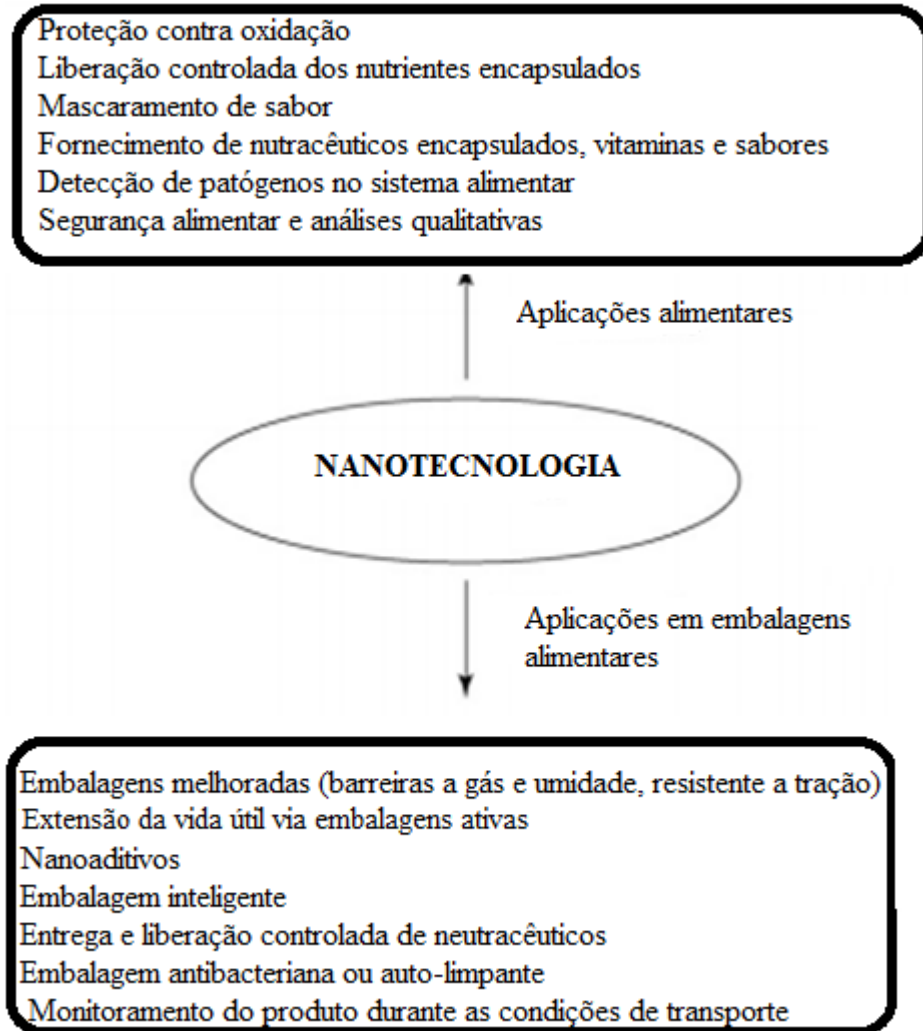 Proteção contra oxidação
Liberação controlada dos nutrientes encapsulados
Mascaramento de sabor
Fornecimento de nutracêuticos encapsulados, vitaminas e sabores
Detecção de patógenos no sistema alimentar
Segurança alimentar e análises qualitativas
Aplicações alimentares
NANOTECNOLOGIA
Aplicações em embalagens
alimentares
Embalagens melhoradas (barreiras a gás e umidade, resistente a tração)
Extensão da vida útil via embalagens ativas
Nanoaditivos
Embalagem inteligente
Entrega e liberação controlada de neutracêuticos
Embalagem antibacteriana ou auto-limpante
Monitoramento do produto durante as condições de transporte